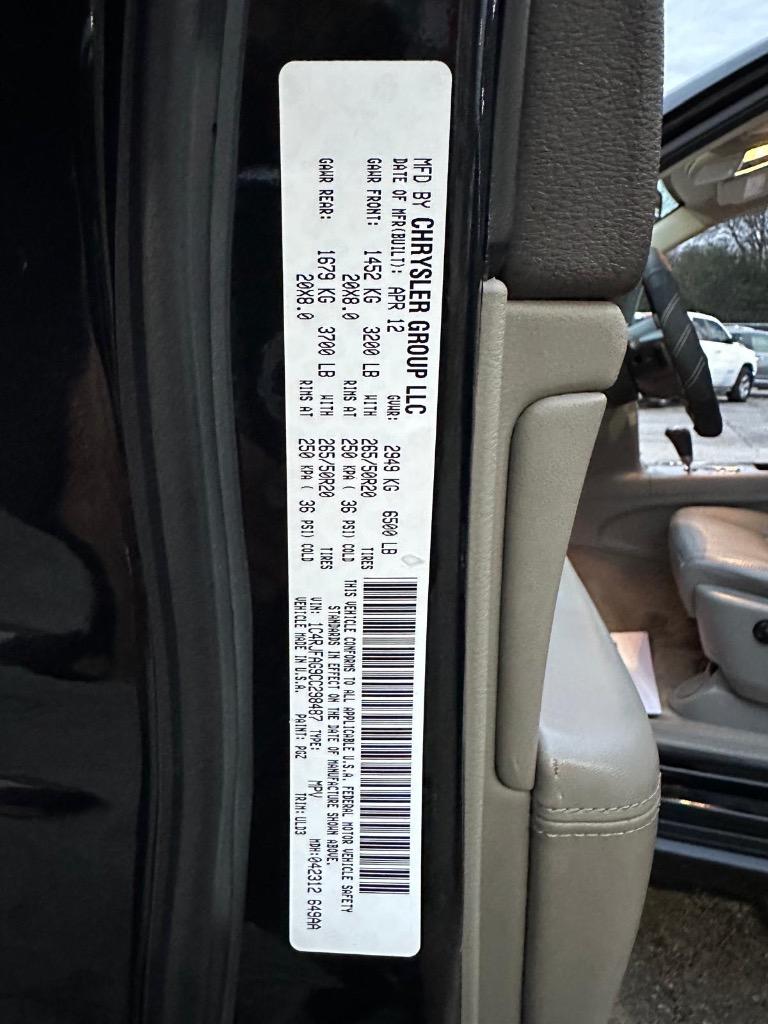 MFD BY CHRYSLER GROUP LLC
DATE OF MFR(BUILT): APR 12 GVWR: 2949 KG 6500 LB
GAWR FRONT: 1452 KG 3200 LB WITH 265/50R20 TIRES
20X8.0 RIMS AT 250 KPA ( 36 PSI) COLD
GAWR REAR: 1679 KG 3700 LB WITH 265/50R20 TIRES
20X8.0 RIMS AT 250 KPA ( 36 PSI) COLD
THIS VEHICLE CONFORMS TO ALL APPLICABLE U.S.A. FEDERAL MOTOR VEHICLE SAFETY
STANDARDS IN EFFECT ON THE DATE OF MANUFACTURE SHOWN ABOVE.
VIN: 1C4RJFAG9CC298487 TYPE: MPV MDH:042312 649AA
VEHICLE MADE IN U.S.A. PAINT: PGZ TRIM:ULD3